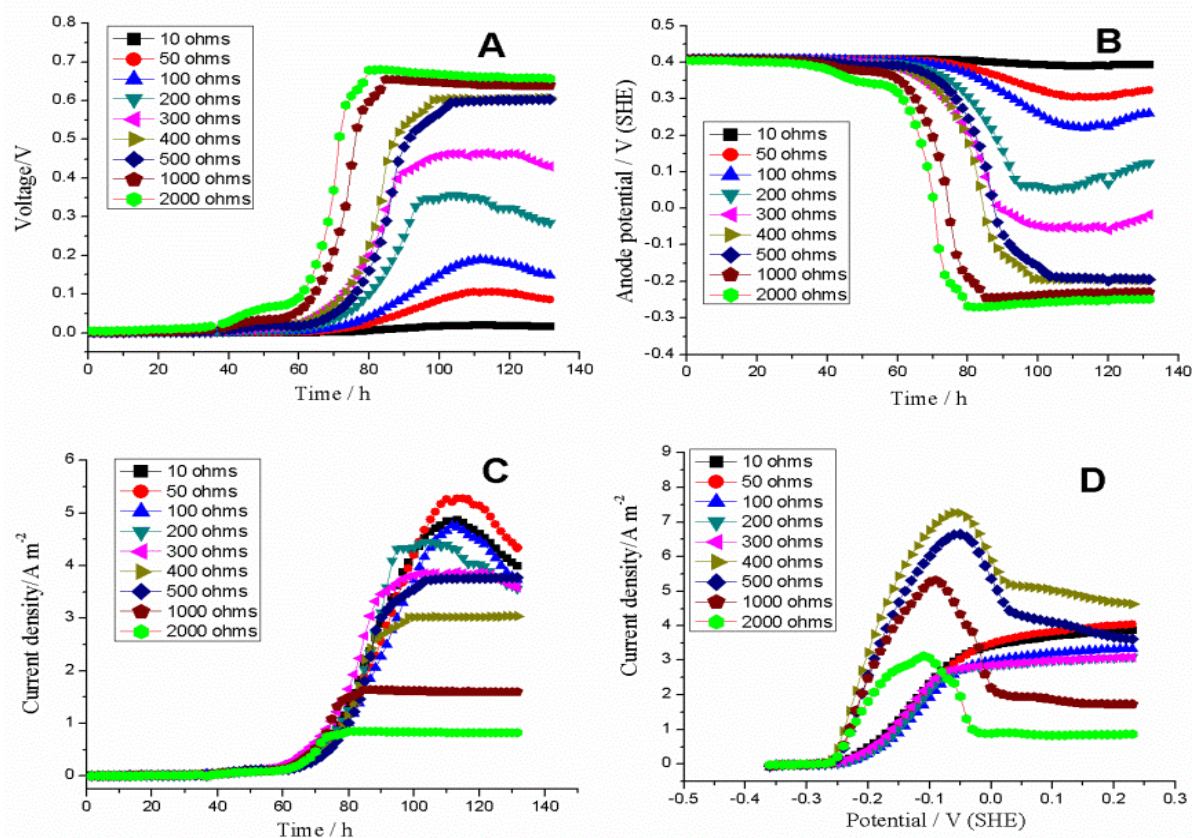 A
Voltage/V
0.8
0.7
0.6
0.5
0.4
0.3
0.2
0.1
0.0
10 ohms
50 ohms
100 ohms
200 ohms
300 ohms
400 ohms
500 ohms
1000 ohms
2000 ohms
0 20 40 60 80 100 120 140
Time / h
B
Anode potential / V (SHE)
0.5
0.4
0.3
0.2
0.1
0.0
-0.1
-0.2
-0.3
-0.4
10 ohms
50 ohms
100 ohms
200 ohms
300 ohms
400 ohms
500 ohms
1000 ohms
2000 ohms
0 20 40 60 80 100 120 140
Time / h
C
Current density/A m-2
6
5
4
3
2
1
0
10 ohms
50 ohms
100 ohms
200 ohms
300 ohms
400 ohms
500 ohms
1000 ohms
2000 ohms
0 20 40 60 80 100 120 140
Time / h
D
Current density/A m-2
9
8
7
6
5
4
3
2
1
0
10 ohms
50 ohms
100 ohms
200 ohms
300 ohms
400 ohms
500 ohms
1000 ohms
2000 ohms
-0.5 -0.4 -0.3 -0.2 -0.1 0.0 0.1 0.2 0.3
Potential / V (SHE)